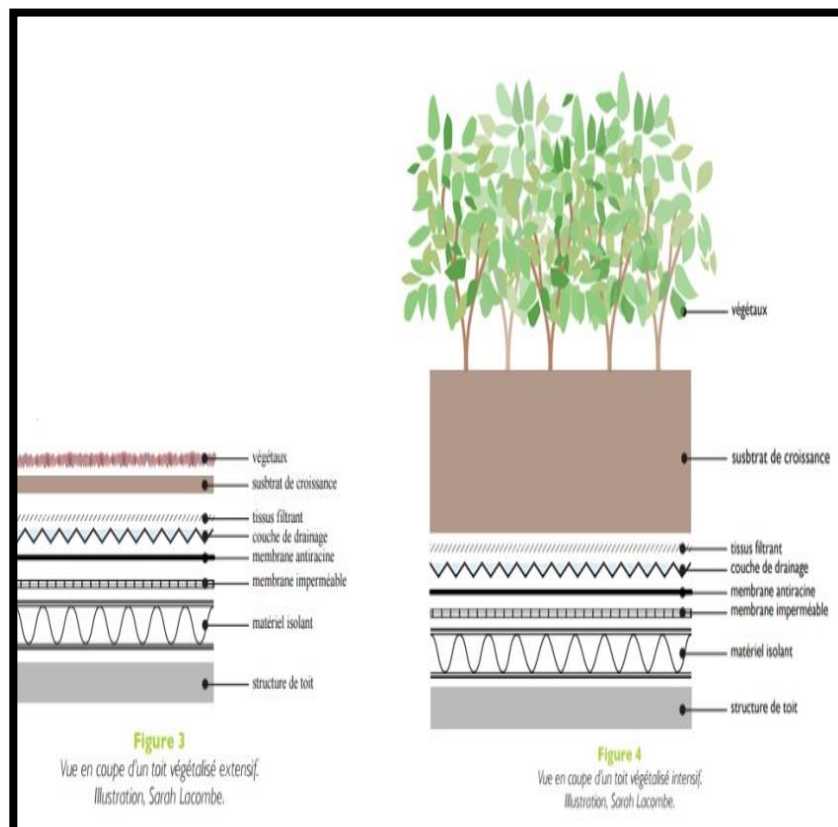 végétaux
susbtrat de croissance
tissus filtrant
couche de drainage
membrane antiracine
membrane imperméable
matériel isolant
structure de toit
Figure 3
Vue en coupe d'un toit végétalisé extensif.
Illustration, Sarah Lacombe.
végétaux
susbtrat de croissance
tissus filtrant
couche de drainage
membrane antiracine
membrane imperméable
matériel isolant
structure de toit
Figure 4
Vue en coupe d'un toit végétalisé intensif.
Illustration, Sarah Lacombe.